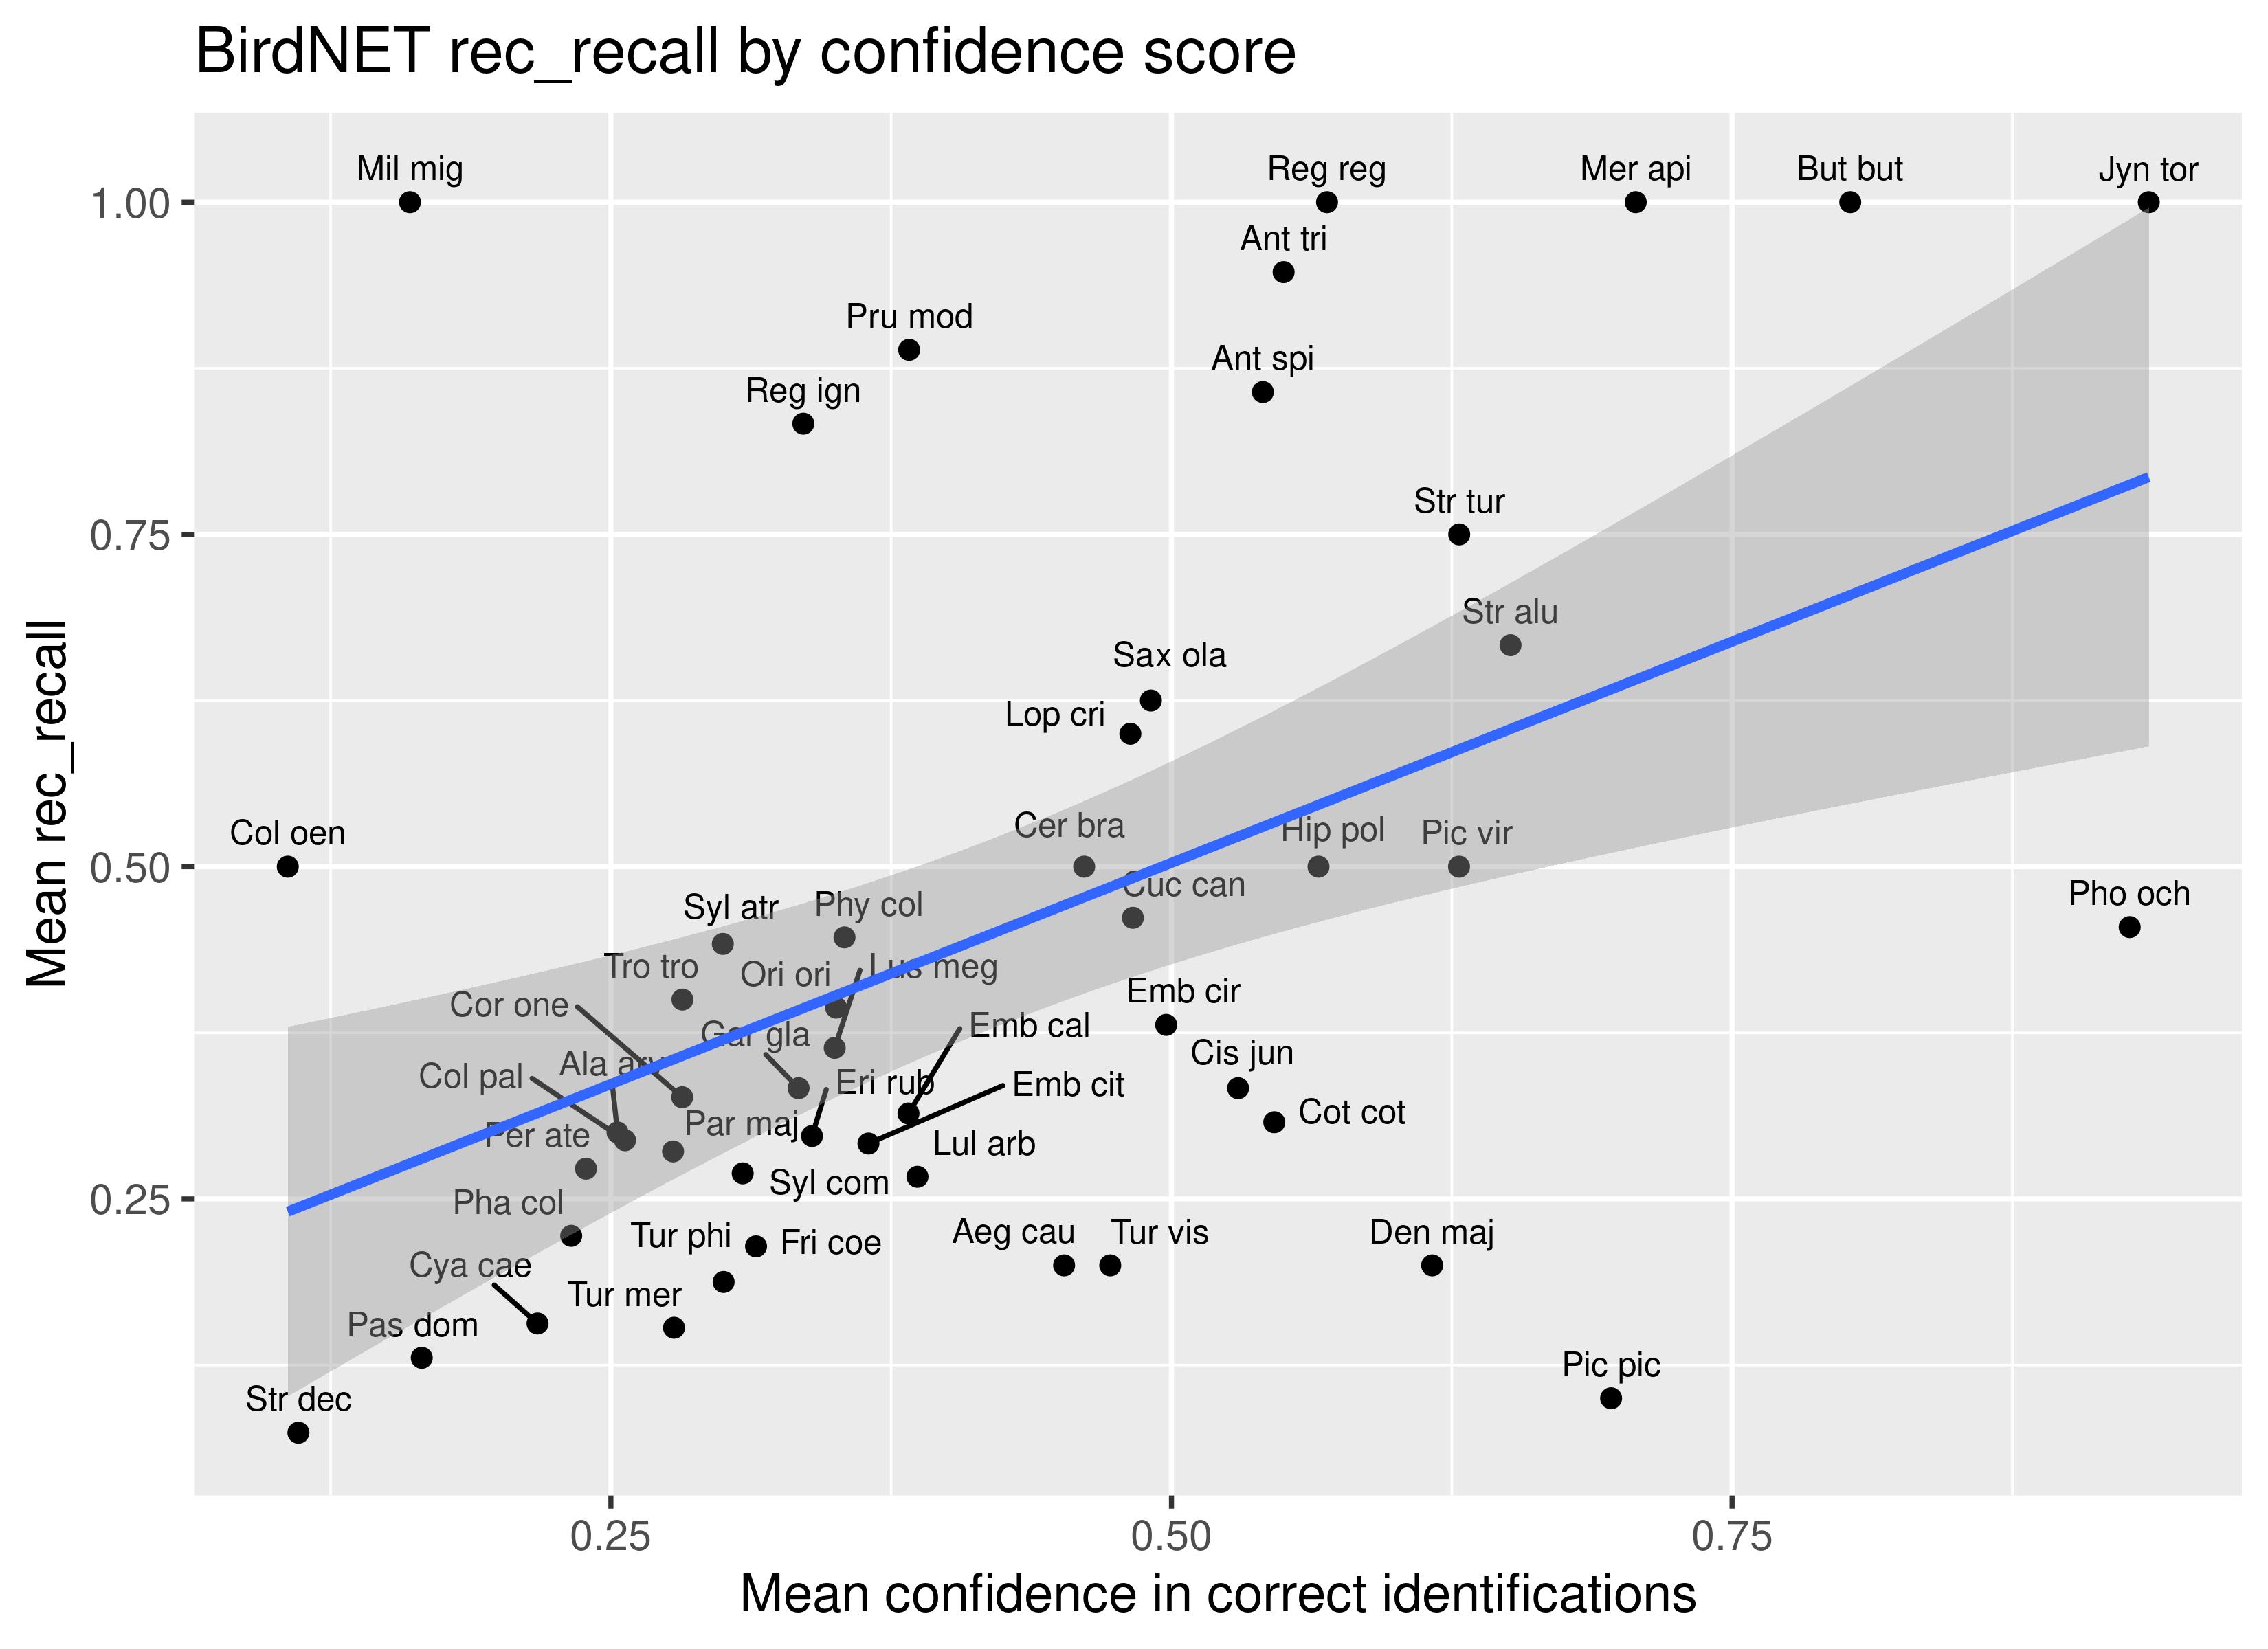 BirdNET rec_recall by confidence score
Mil mig
Reg reg
Mer api
But but
Jyn tor
1.00
Ant tri
Pru mod
Ant spi
Reg ign
Str tur
0.75
Str alu
Sax ola
Lop cri
Mean rec_recall
Cer bra
Hip pol
Pic vir
Col oen
0.50
Cuc can
Pho och
Syl atr
Phy col
Tro tro
Ori ori
Lus meg
Emb cir
Cor one
Gar gla
Emb cal
Cis jun
Ala arv
Col pal
Eri rub
Emb cit
Cot cot
Par maj
Per ate
Lul arb
Syl com
0.25
Pha col
Tur phi
Fri coe
Aeg cau
Tur vis
Den maj
Cya cae
Tur mer
Pas dom
Pic pic
Str dec
0.25
0.50
0.75
Mean confidence in correct identifications